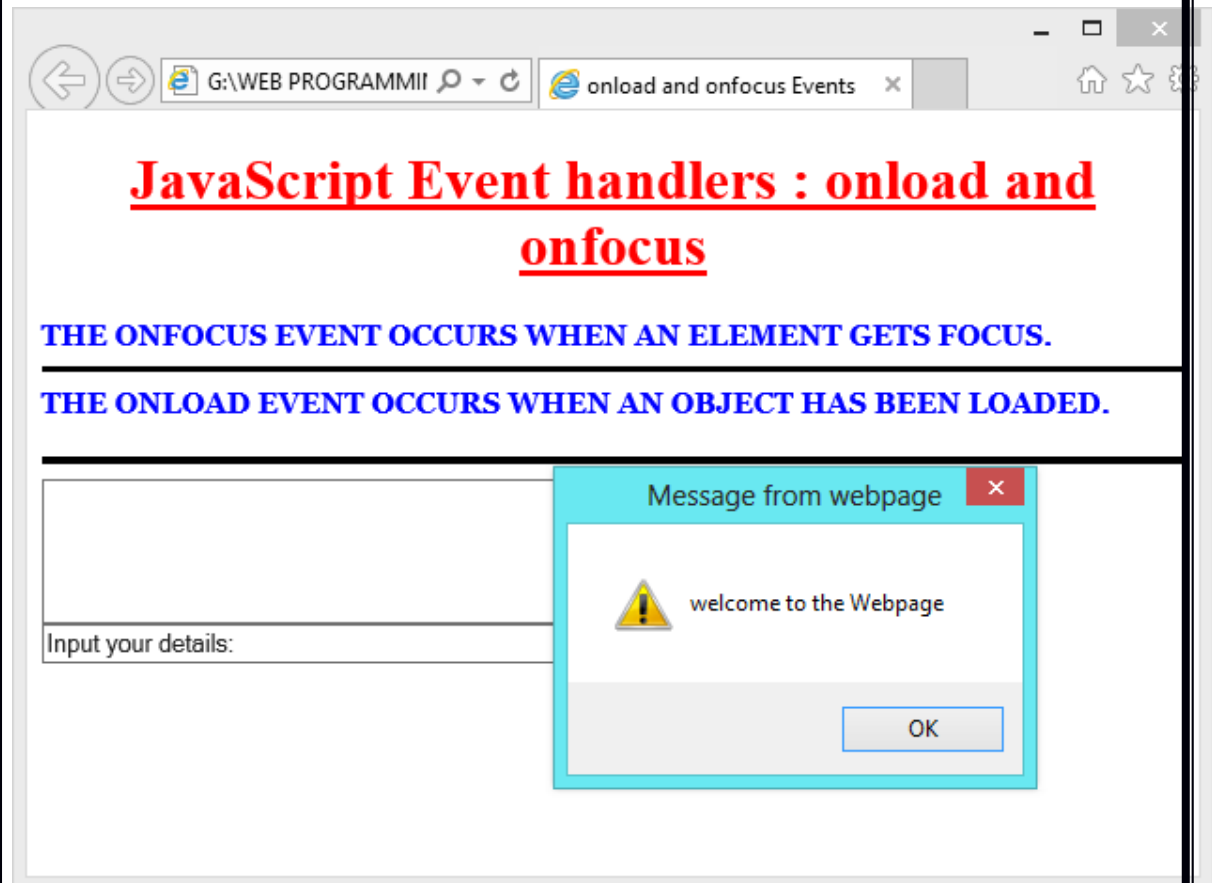 G:\WEB PROGRAMMII
onload and onfocus Events
JavaScript Event handlers : onload and
onfocus
THE ONFOCUS EVENT OCCURS WHEN AN ELEMENT GETS FOCUS.
THE ONLOAD EVENT OCCURS WHEN AN OBJECT HAS BEEN LOADED.
Message from webpage
welcome to the Webpage
Input your details:
OK